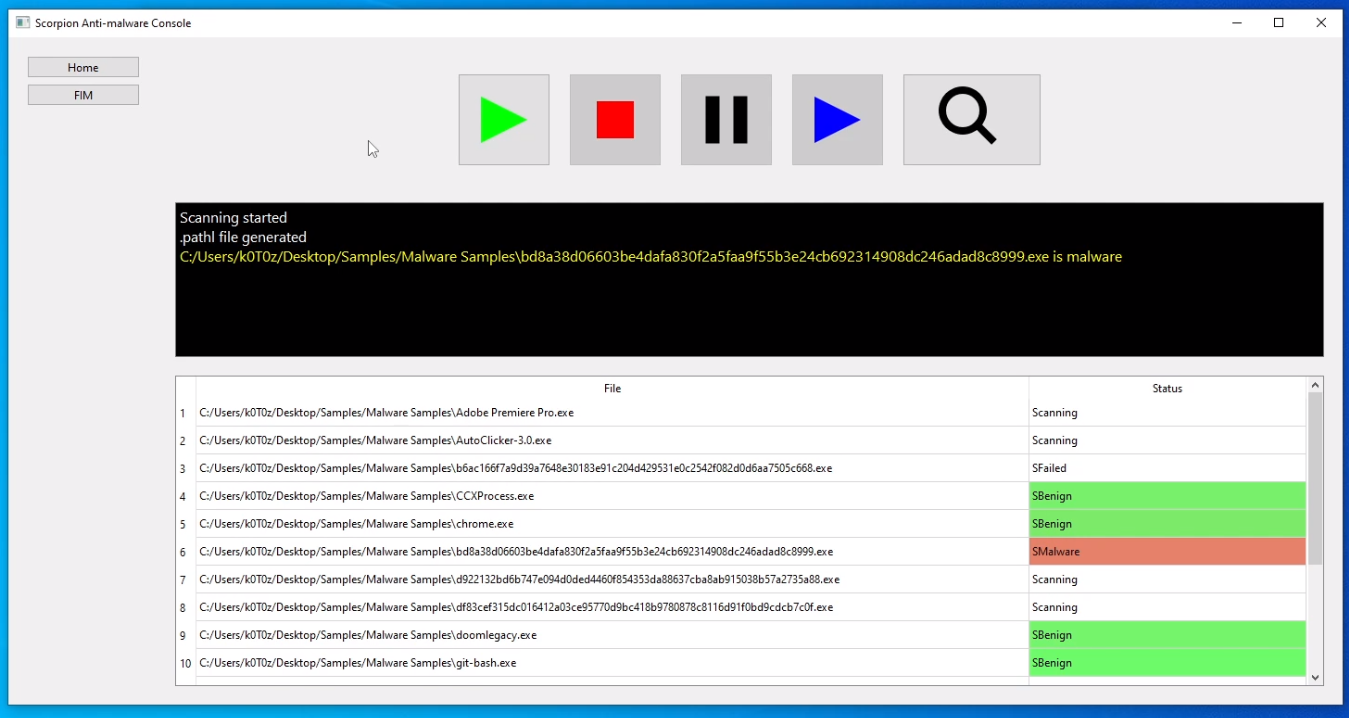 Scorpion Anti-malware Console
Home
FIM
Scanning started
.pathl file generated
C:/Users/k0T0z/Desktop/Samples/Malware Samples\bd8a38d06603be4dafa830f2a5faa9f55b3e24cb692314908dc246adad8c8999.exe is malware
File Status
1 C:/Users/k0T0z/Desktop/Samples/Malware Samples\Adobe Premiere Pro.exe Scanning
2 C:/Users/k0T0z/Desktop/Samples/Malware Samples\AutoClicker-3.0.exe Scanning
3 C:/Users/k0T0z/Desktop/Samples/Malware Samples\b6ac166f7a9d39a7648e30183e91c204d429531e0c2542f082d0d6aa7505c668.exe SFailed
4 C:/Users/k0T0z/Desktop/Samples/Malware Samples\CCXProcess.exe SBenign
5 C:/Users/k0T0z/Desktop/Samples/Malware Samples\chrome.exe SBenign
6 C:/Users/k0T0z/Desktop/Samples/Malware Samples\bd8a38d06603be4dafa830f2a5faa9f55b3e24cb692314908dc246adad8c8999.exe SMalware
7 C:/Users/k0T0z/Desktop/Samples/Malware Samples\d922132bd6b747e094d0ded4460f854353da88637cba8ab915038b57a2735a88.exe Scanning
8 C:/Users/k0T0z/Desktop/Samples/Malware Samples\df83cef315dc016412a03ce95770d9bc418b9780878c8116d91f0bd9cdcb7c0f.exe Scanning
9 C:/Users/k0T0z/Desktop/Samples/Malware Samples\doomlegacy.exe SBenign
10 C:/Users/k0T0z/Desktop/Samples/Malware Samples\git-bash.exe SBenign